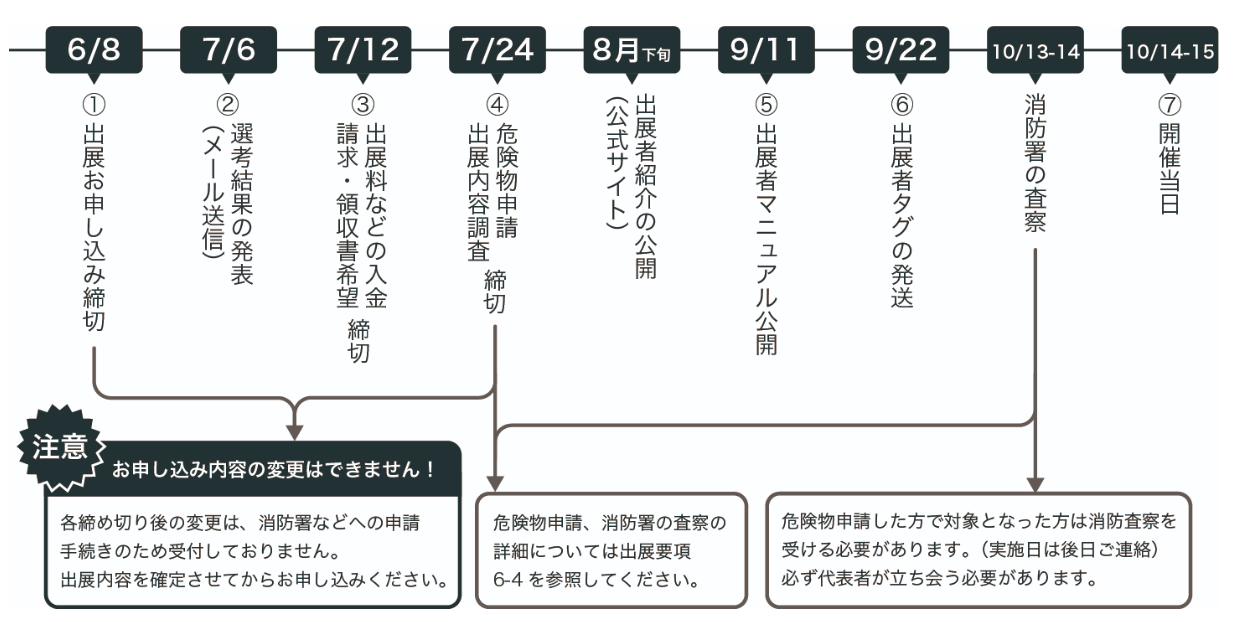 6/8
7/6
7/12
7/24
8月下旬
9/11
9/22
10/13-14
10/14-15
①出展お申し込み締切
②選考結果の発表
(メール送信)
③出展料などの入金
請求・領収書希望
締切
④危険物申請
出展内容調査
締切
出展者紹介の公開
(公式サイト)
⑤出展者マニュアル公開
⑥出展者タグの発送
消防署の査察
⑦開催当日
注意
お申し込み内容の変更はできません！
各締め切り後の変更は、消防署などへの申請
手続きのため受付しておりません。
出展内容を確定させてからお申し込みください。
危険物申請、消防署の査察の
詳細については出展要項
6-4を参照してください。
危険物申請した方で対象となった方は消防査察を
受ける必要があります。（実施日は後日ご連絡）
必ず代表者が立ち会う必要があります。